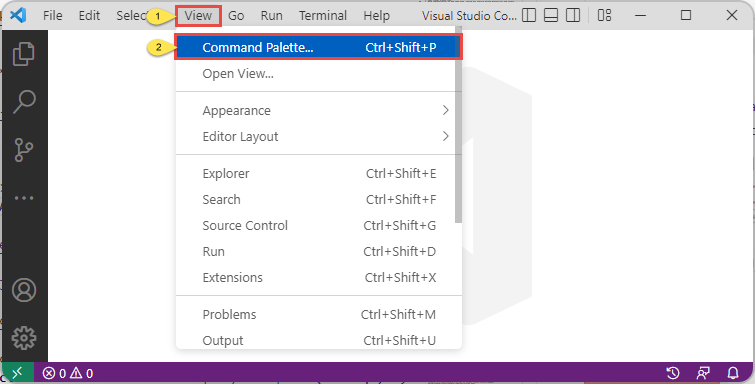 File Edit Selec 1 View Go Run Terminal Help Visual Studio Co...
2 Command Palette... Ctrl+Shift+P
Open View...
Appearance
Editor Layout
Explorer Ctrl+Shift+E
Search Ctrl+Shift+F
Source Control Ctrl+Shift+G
Run Ctrl+Shift+D
Extensions Ctrl+Shift+X
Problems Ctrl+Shift+M
Output Ctrl+Shift+U
0 0